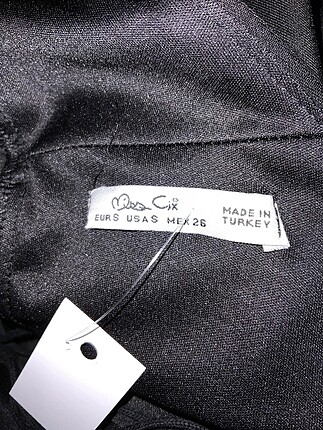 Miss Cix®
EUR S USA S MEX 26
MADE IN
TURKEY